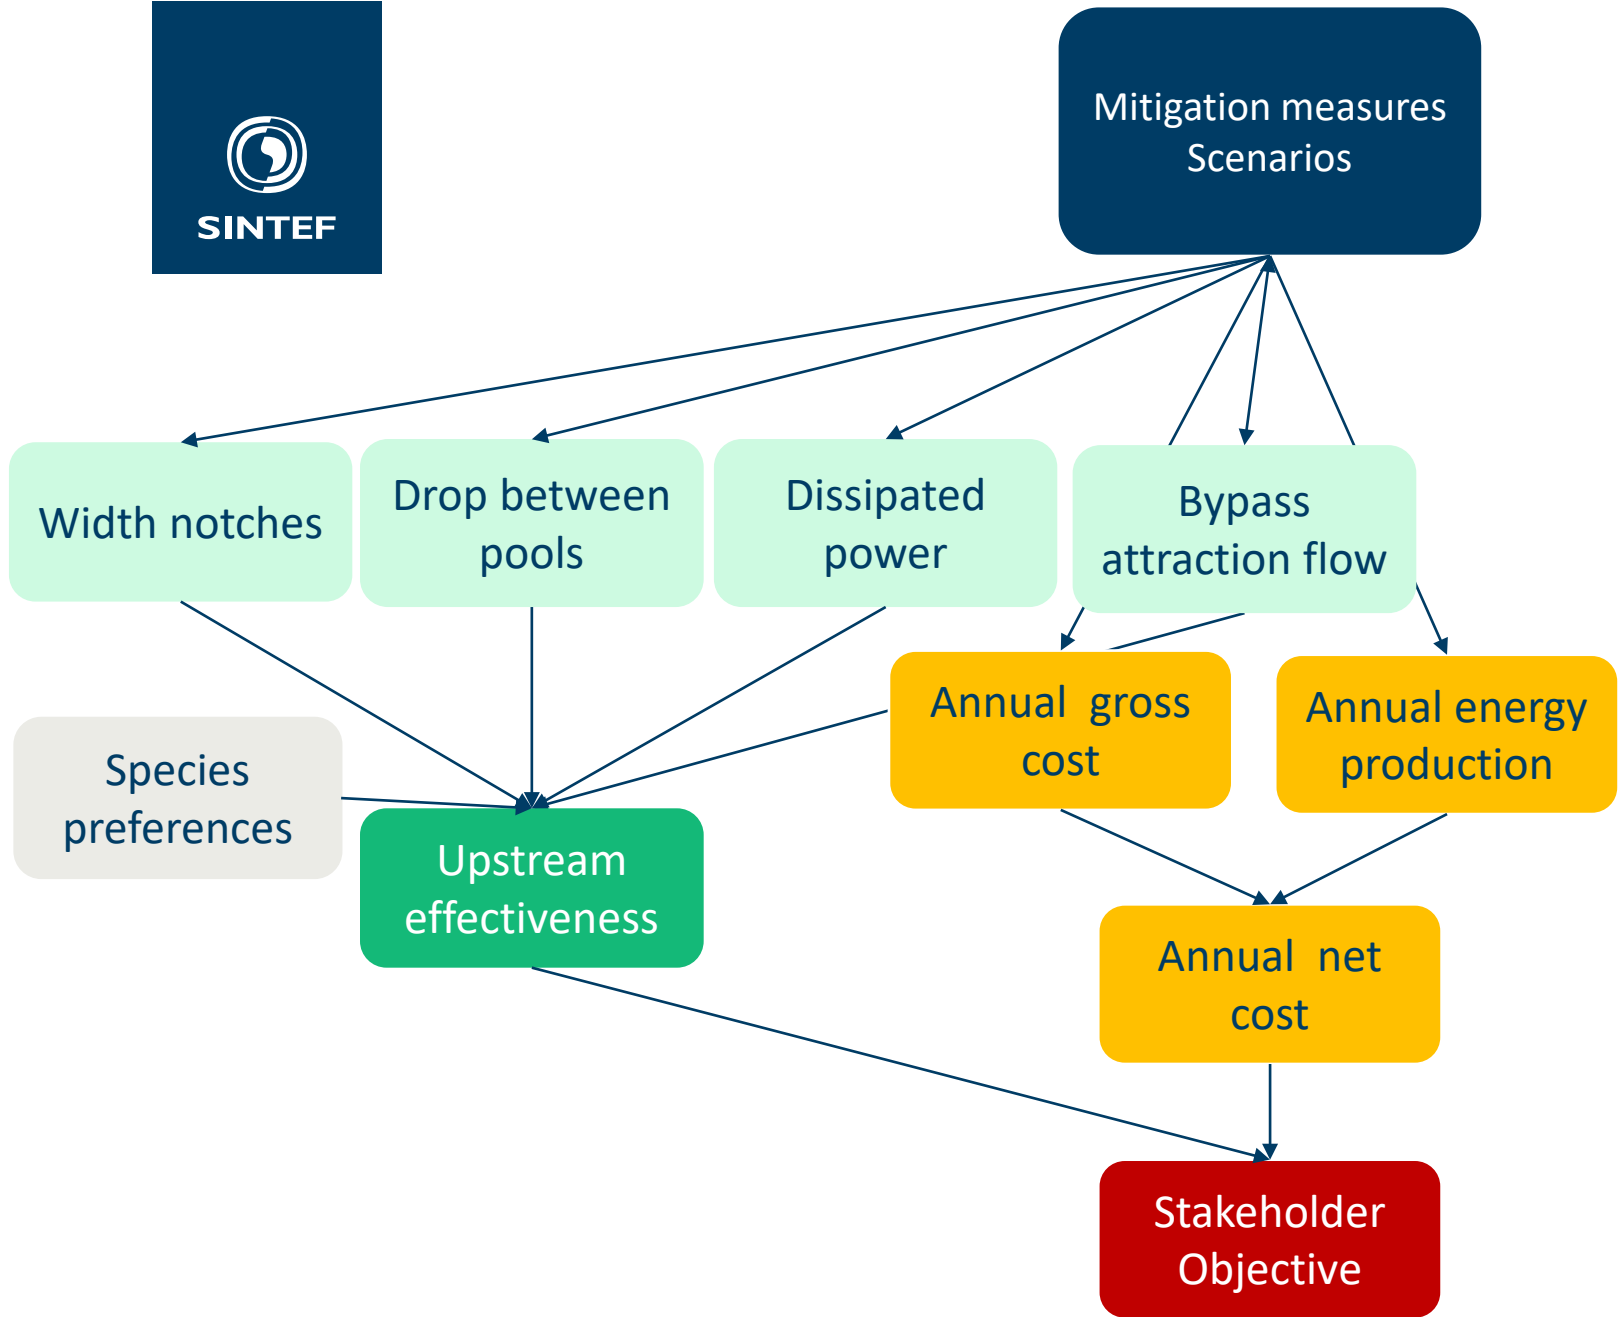 SINTEF
Mitigation measures
Scenarios
Width notches
Drop between
pools
Dissipated
power
Bypass
attraction flow
Species
preferences
Annual  gross
cost
Annual energy
production
Upstream
effectiveness
Annual  net
cost
Stakeholder
Objective